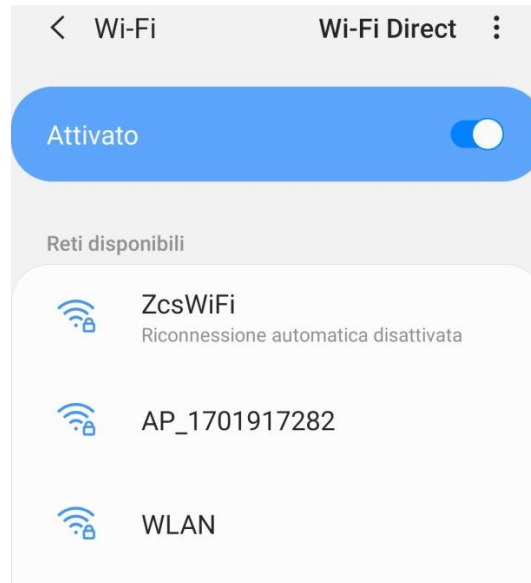 Wi-Fi Wi-Fi Direct
Attivato
Reti disponibili
ZcsWiFi
Riconnessione automatica disattivata
AP_1701917282
WLAN